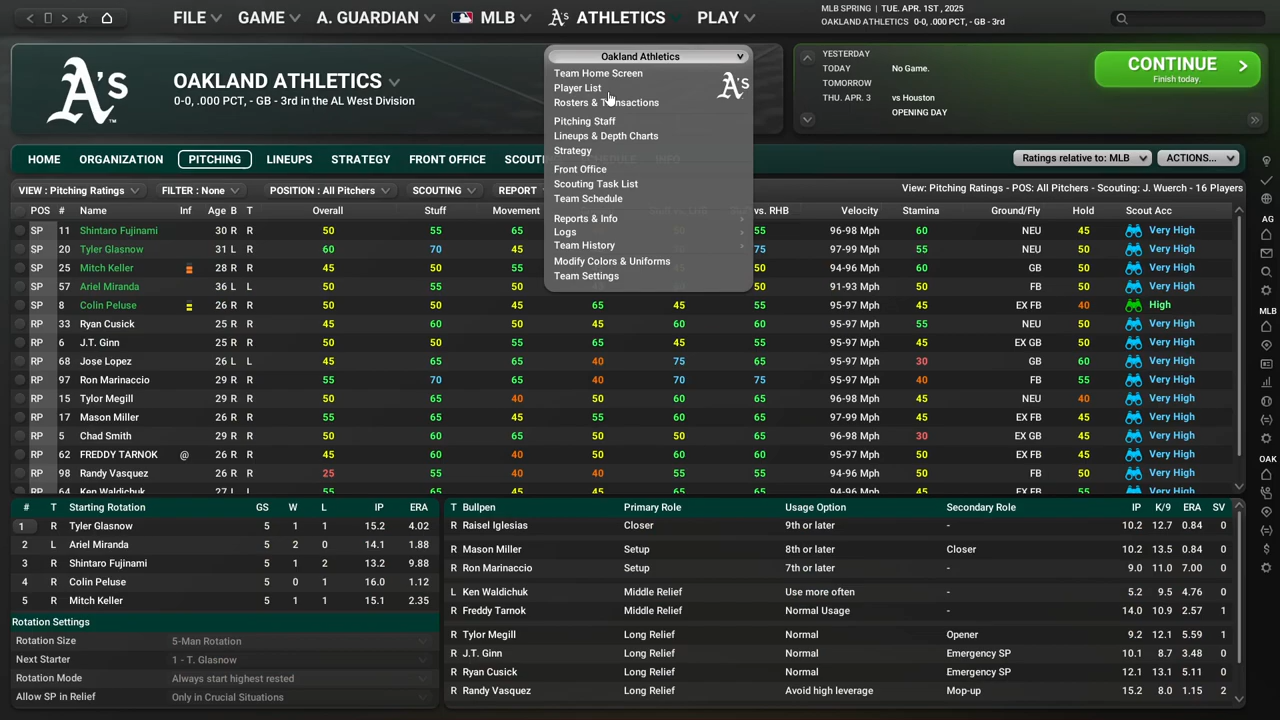 FILE GAME A. GUARDIAN MLB A's ATHLETICS PLAY
MLB SPRING | TUE. APR. 1ST , 2025
OAKLAND ATHLETICS 0-0, .000 PCT, - GB - 3rd
A's OAKLAND ATHLETICS
0-0, .000 PCT, - GB - 3rd in the AL West Division
Oakland Athletics
Team Home Screen
Player List
Rosters & Transactions
Pitching Staff
Lineups & Depth Charts
Strategy
Front Office
Scouting Task List
Team Schedule
Reports & Info
Logs
Team History
Modify Colors & Uniforms
Team Settings
A's
YESTERDAY
TODAY No Game.
TOMORROW
THU. APR. 3 vs Houston
OPENING DAY
CONTINUE
Finish today.
HOME ORGANIZATION PITCHING LINEUPS STRATEGY FRONT OFFICE Ratings relative to: MLB ACTIONS...
VIEW : Pitching Ratings FILTER : None POSITION : All Pitchers SCOUTING REPORT View: Pitching Ratings - POS: All Pitchers - Scouting: J. Wuerch - 16 Players
POS # Name Inf Age B T Overall Stuff Movement vs. RHB Velocity Stamina Ground/Fly Hold Scout Acc
SP 11 Shintaro Fujinami 30 R R 50 55 65 55 96-98 Mph 60 NEU 45 Very High
SP 20 Tyler Glasnow 31 L R 60 70 45 75 97-99 Mph 55 NEU 50 Very High
SP 25 Mitch Keller 28 R R 45 50 55 50 94-96 Mph 60 GB 50 Very High
SP 57 Ariel Miranda 36 L L 50 50 50 55 91-93 Mph 50 FB 50 Very High
SP 8 Colin Peluse 26 R R 50 50 45 65 45 55 95-97 Mph 45 EX FB 40 High
RP 33 Ryan Cusick 25 R R 45 60 50 45 60 60 95-97 Mph 55 NEU 50 Very High
RP 6 J.T. Ginn 25 R R 50 50 65 65 45 55 95-97 Mph 45 EX GB 50 Very High
RP 68 Jose Lopez 26 L L 45 65 65 40 75 60 95-97 Mph 30 GB 60 Very High
RP 97 Ron Marinaccio 29 R R 55 70 65 40 70 75 95-97 Mph 40 FB 55 Very High
RP 15 Tylor Megill 29 R R 50 65 40 50 60 65 95-97 Mph 50 NEU 40 Very High
RP 17 Mason Miller 26 R R 55 65 45 55 60 65 97-99 Mph 45 EX FB 45 Very High
RP 5 Chad Smith 29 R R 50 60 65 50 50 65 96-98 Mph 30 EX GB 45 Very High
RP 62 FREDDY TARNOK @ 26 R R 45 60 40 50 55 60 95-97 Mph 50 EX FB 45 Very High
RP 98 Randy Vasquez 26 R R 25 55 40 40 55 55 94-96 Mph 50 FB 50 Very High
RP 64 Ken Waldichuk 27 L L 55 65 45 50 55 65 95-97 Mph 50 EX FB 45 Very High
# T Starting Rotation GS W L IP ERA
1 R Tyler Glasnow 5 1 1 15.2 4.02
2 L Ariel Miranda 5 2 0 14.1 1.88
3 R Shintaro Fujinami 5 1 2 13.2 9.88
4 R Colin Peluse 5 0 1 16.0 1.12
5 R Mitch Keller 5 1 1 15.1 2.35
Rotation Settings
Rotation Size 5-Man Rotation
Next Starter 1 - T. Glasnow
Rotation Mode Always start highest rested
Allow SP in Relief Only in Crucial Situations
T Bullpen Primary Role Usage Option Secondary Role IP K/9 ERA SV
R Raisel Iglesias Closer 9th or later - 10.2 12.7 0.84 0
R Mason Miller Setup 8th or later Closer 10.2 13.5 0.84 0
R Ron Marinaccio Setup 7th or later - 9.0 11.0 7.00 0
L Ken Waldichuk Middle Relief Use more often - 5.2 9.5 4.76 0
R Freddy Tarnok Middle Relief Normal Usage - 14.0 10.9 2.57 1
R Tylor Megill Long Relief Normal Opener 9.2 12.1 5.59 1
R J.T. Ginn Long Relief Normal Emergency SP 10.1 8.7 3.48 0
R Ryan Cusick Long Relief Normal Emergency SP 12.1 13.1 5.11 0
R Randy Vasquez Long Relief Avoid high leverage Mop-up 15.2 8.0 1.15 2
AG
MLB
OAK